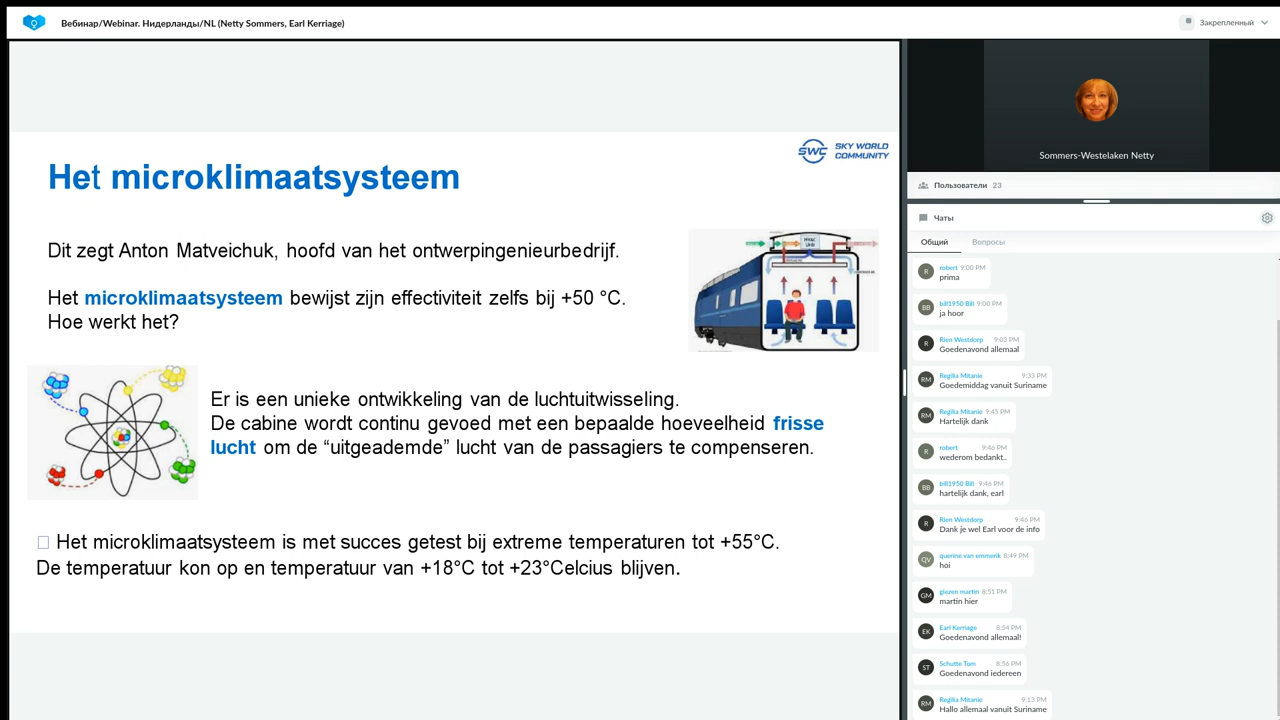 Вебинар/Webinar. Нидерланды/NL (Netty Sommers, Earl Kerriage)
Закрепленный
SWC SKY WORLD
COMMUNITY
Het microklimaatsysteem
Dit zegt Anton Matveichuk, hoofd van het ontwerpingenieurbedrijf.
Het microklimaatsysteem bewijst zijn effectiviteit zelfs bij +50 °C.
Hoe werkt het?
HVAC
Er is een unieke ontwikkeling van de luchtuitwisseling.
De cabine wordt continu gevoed met een bepaalde hoeveelheid frisse
lucht om de “uitgeademde” lucht van de passagiers te compenseren.
Het microklimaatsysteem is met succes getest bij extreme temperaturen tot +55°C.
De temperatuur kon op en temperatuur van +18°C tot +23°Celcius blijven.
Sommers-Westelaken Netty
Пользователи 23
Чаты
Общий Вопросы
R robert 9:00 PM
prima
BB bill1950 Bill 9:00 PM
ja hoor
R Rien Westdorp 9:03 PM
Goedenavond allemaal
RM Regilia Mitanie 9:33 PM
Goedemiddag vanuit Suriname
RM Regilia Mitanie 9:45 PM
Hartelijk dank
R robert 9:46 PM
wederom bedankt..
BB bill1950 Bill 9:46 PM
hartelijk dank, earl
R Rien Westdorp 9:46 PM
Dank je wel Earl voor de info
QV querine van emmerik 8:49 PM
hoi
GM giezen martin 8:51 PM
martin hier
EK Earl Kerriage 8:54 PM
Goedenavond allemaal!
ST Schutte Tom 8:56 PM
Goedenavond iedereen
RM Regilia Mitanie 9:13 PM
Hallo allemaal vanuit Suriname